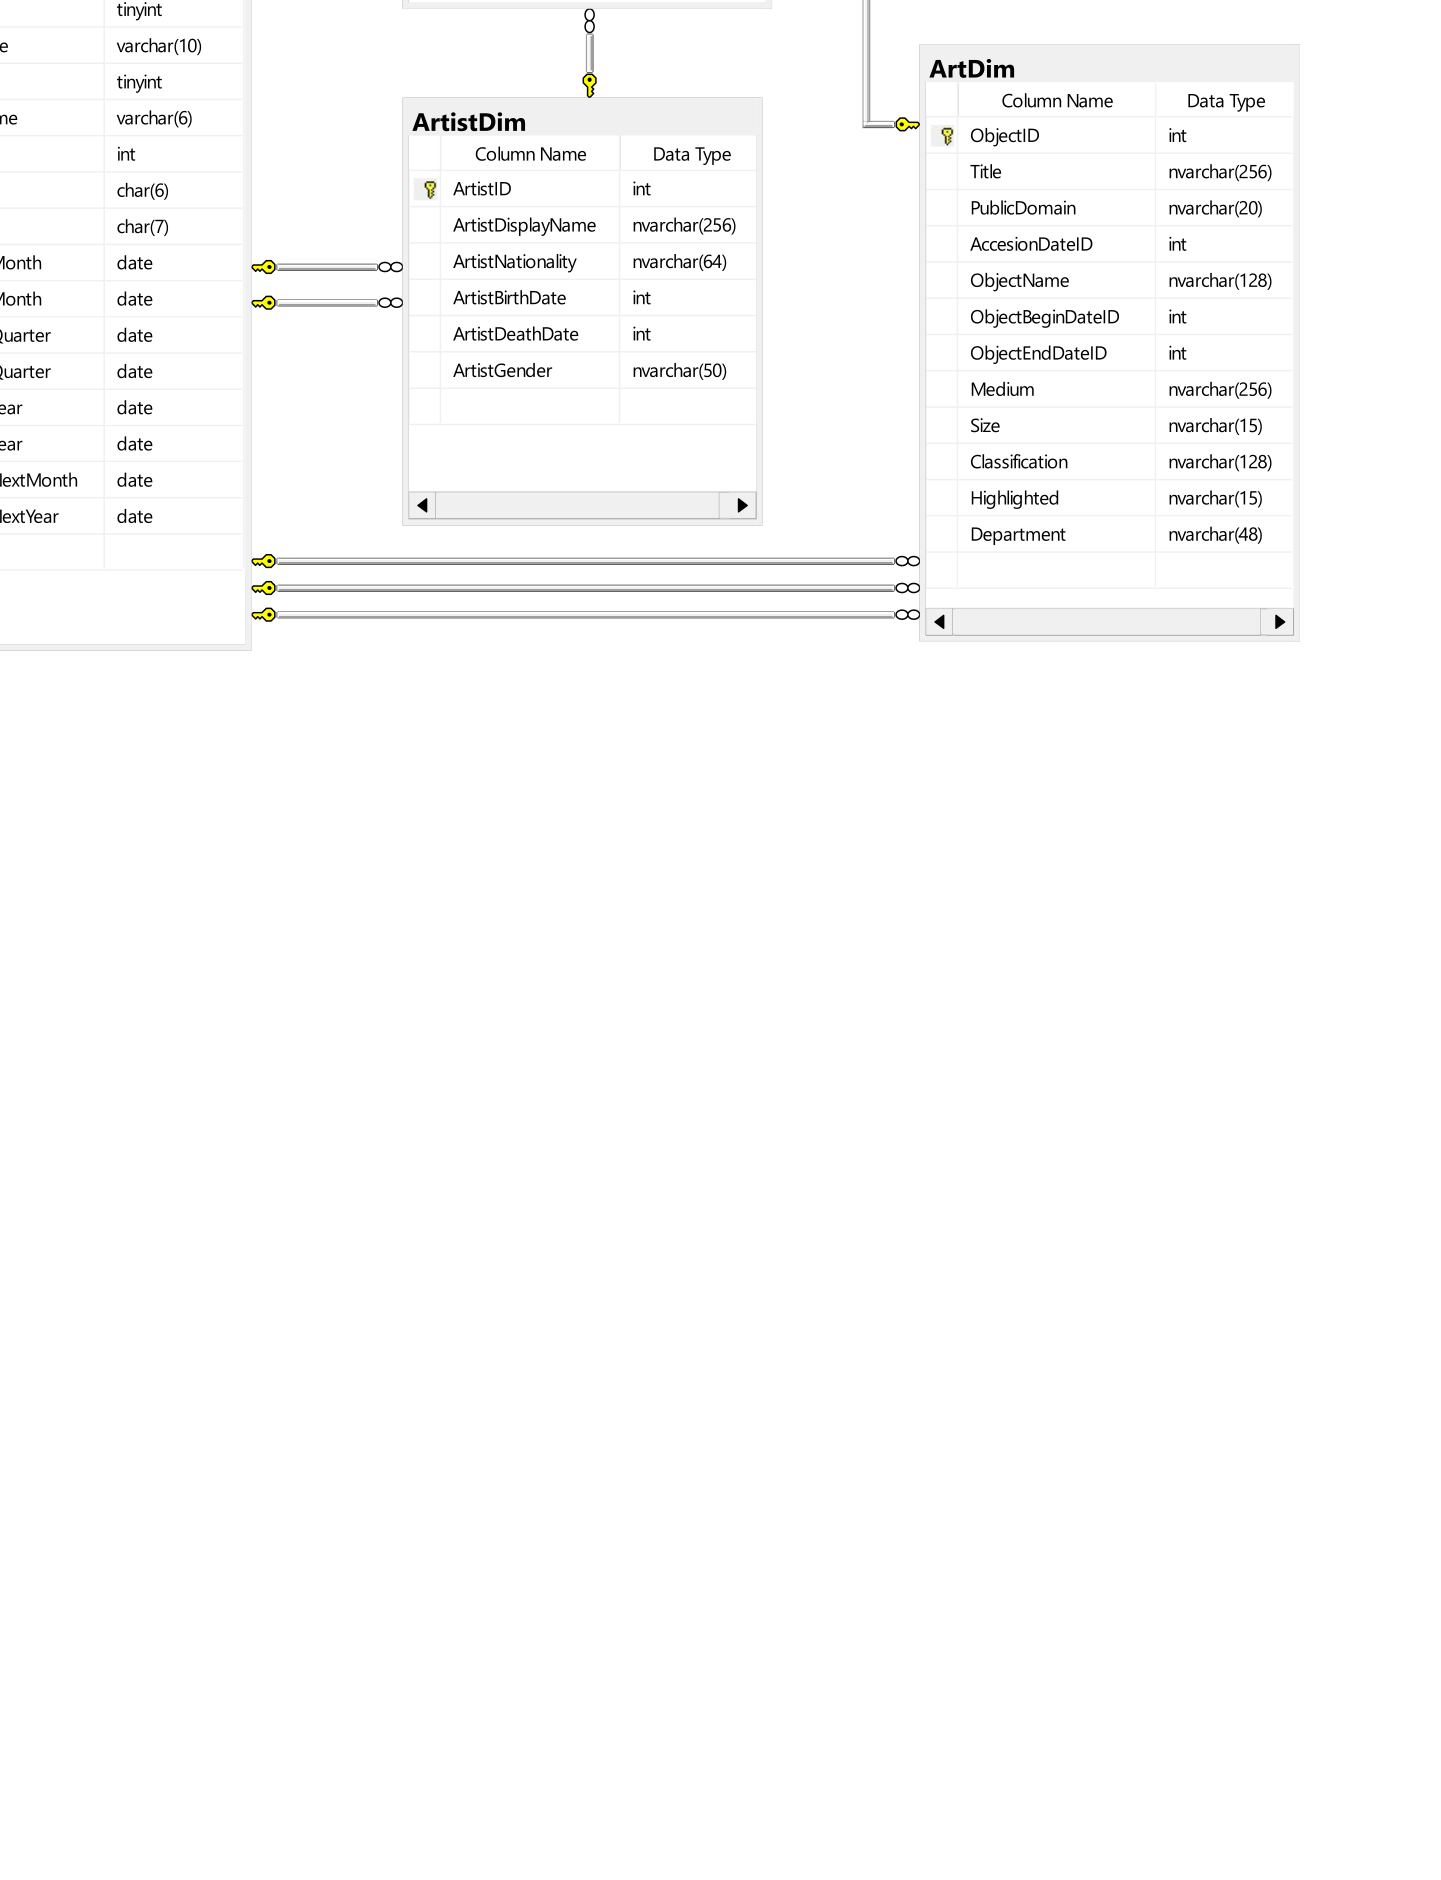 tinyint
e varchar(10)
tinyint
me varchar(6)
int
char(6)
char(7)
Month date
Month date
Quarter date
Quarter date
ear date
ear date
NextMonth date
NextYear date
ArtistDim
Column Name Data Type
ArtistID int
ArtistDisplayName nvarchar(256)
ArtistNationality nvarchar(64)
ArtistBirthDate int
ArtistDeathDate int
ArtistGender nvarchar(50)
ArtDim
Column Name Data Type
ObjectID int
Title nvarchar(256)
PublicDomain nvarchar(20)
AccesionDateID int
ObjectName nvarchar(128)
ObjectBeginDateID int
ObjectEndDateID int
Medium nvarchar(256)
Size nvarchar(15)
Classification nvarchar(128)
Highlighted nvarchar(15)
Department nvarchar(48)